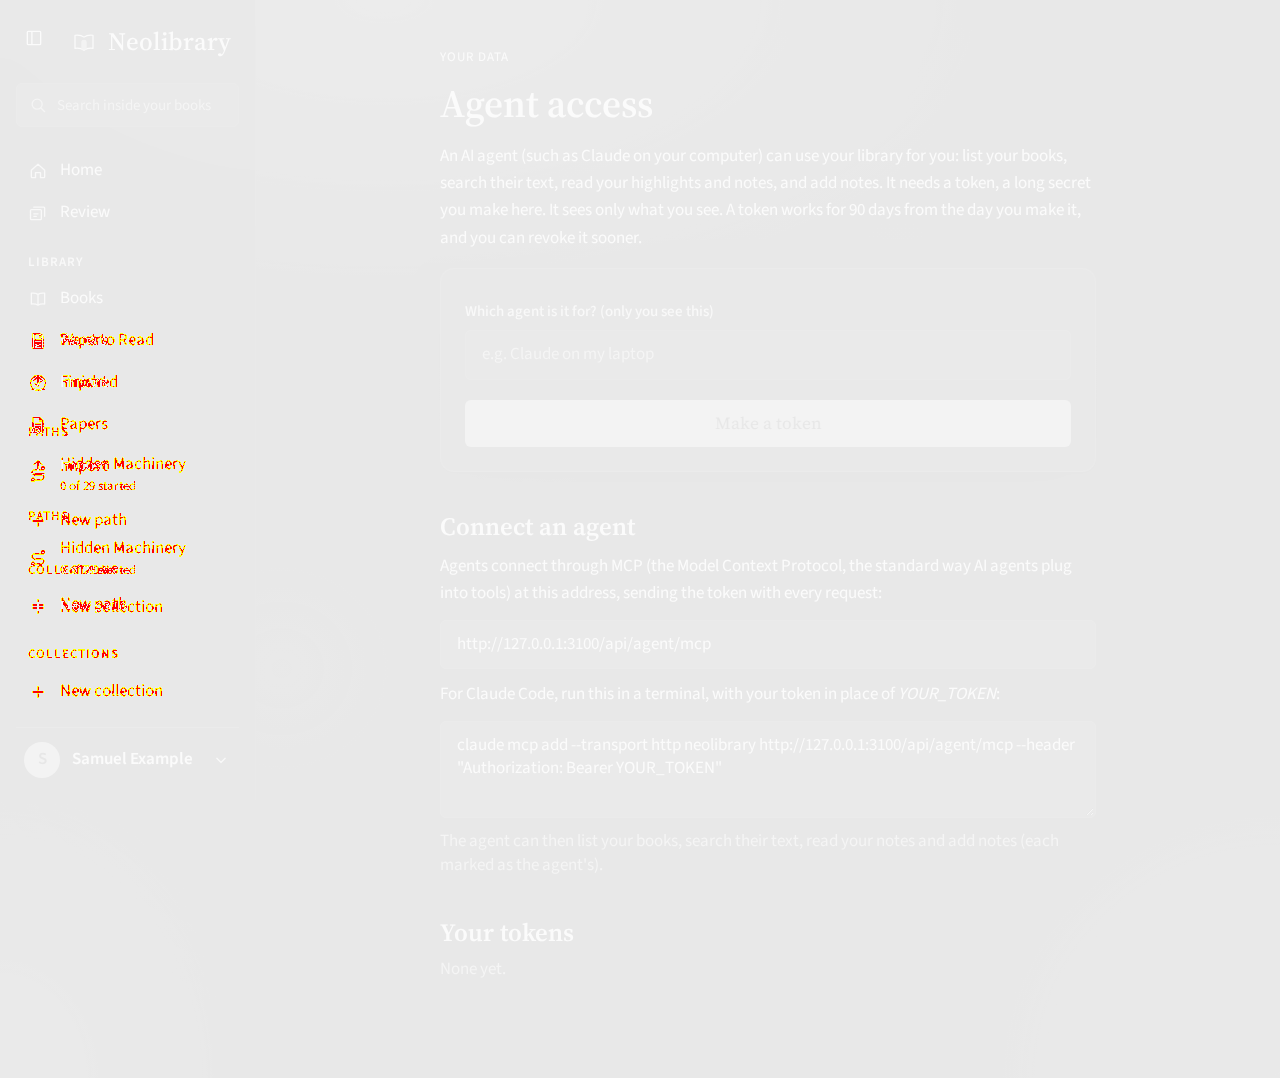 Neolibrary
Search inside your books
Home
Review
LIBRARY
Books
Papers
Hidden Machinery
0 of 29 started
PATHS
New path
Hidden Machinery
New collection
COLLECTIONS
New collection
S
Samuel Example
YOUR DATA
Agent access
An AI agent (such as Claude on your computer) can use your library for you: list your books,
search their text, read your highlights and notes, and add notes. It needs a token, a long secret
you make here. It sees only what you see. A token works for 90 days from the day you make it,
and you can revoke it sooner.
Which agent is it for? (only you see this)
e.g. Claude on my laptop
Make a token
Connect an agent
Agents connect through MCP (the Model Context Protocol, the standard way AI agents plug
into tools) at this address, sending the token with every request:
http://127.0.0.1:3100/api/agent/mcp
For Claude Code, run this in a terminal, with your token in place of YOUR_TOKEN:
claude mcp add --transport http neolibrary http://127.0.0.1:3100/api/agent/mcp --header
"Authorization: Bearer YOUR_TOKEN"
The agent can then list your books, search their text, read your notes and add notes (each
marked as the agent's).
Your tokens
None yet.